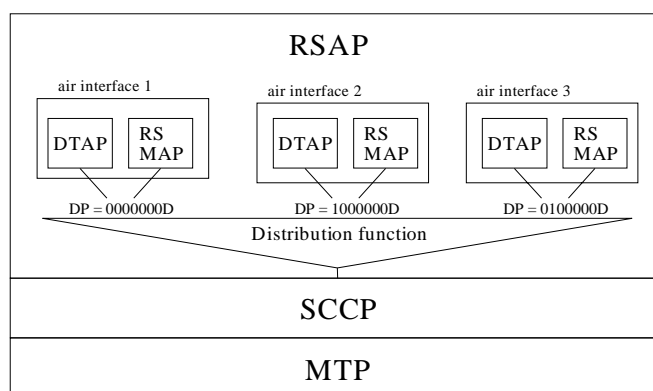 RSAP
air interface 1
air interface 2
air interface 3
DTAP
RS
MAP
DTAP
RS
MAP
DTAP
RS
MAP
DP = 0000000D
DP = 1000000D
DP = 0100000D
Distribution function
SCCP
MTP